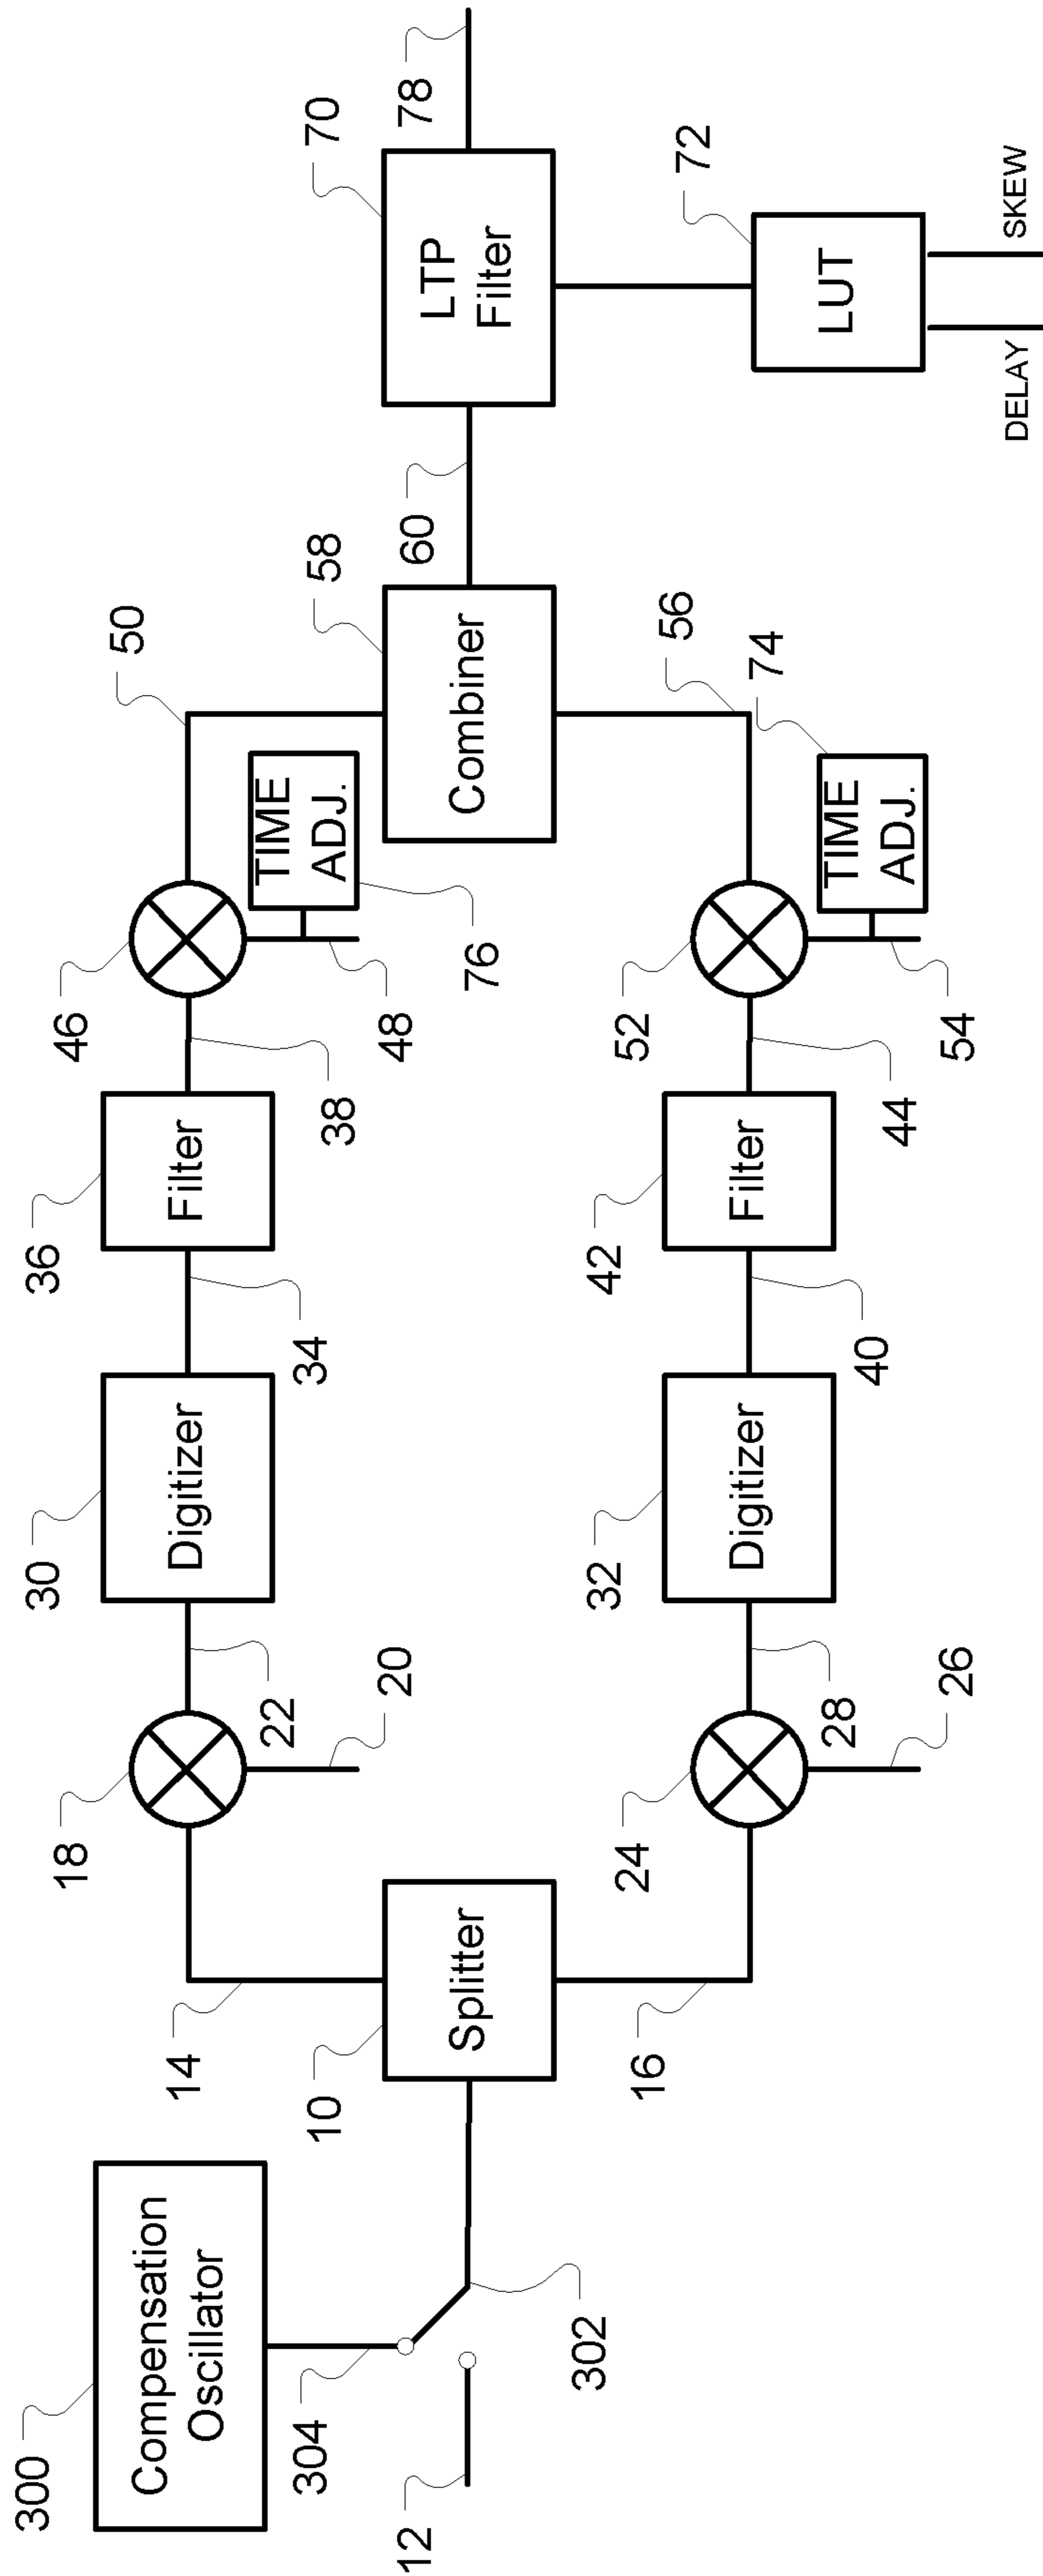 300
Compensation
Oscillator
304
12
302
14
10
Splitter
16
18
22
20
24
28
26
30
Digitizer
34
32
Digitizer
40
36
Filter
38
42
Filter
44
46
48
76
TIME
ADJ.
50
52
54
74
TIME
ADJ.
56
58
Combiner
60
70
LTP
Filter
78
72
LUT
DELAY
SKEW